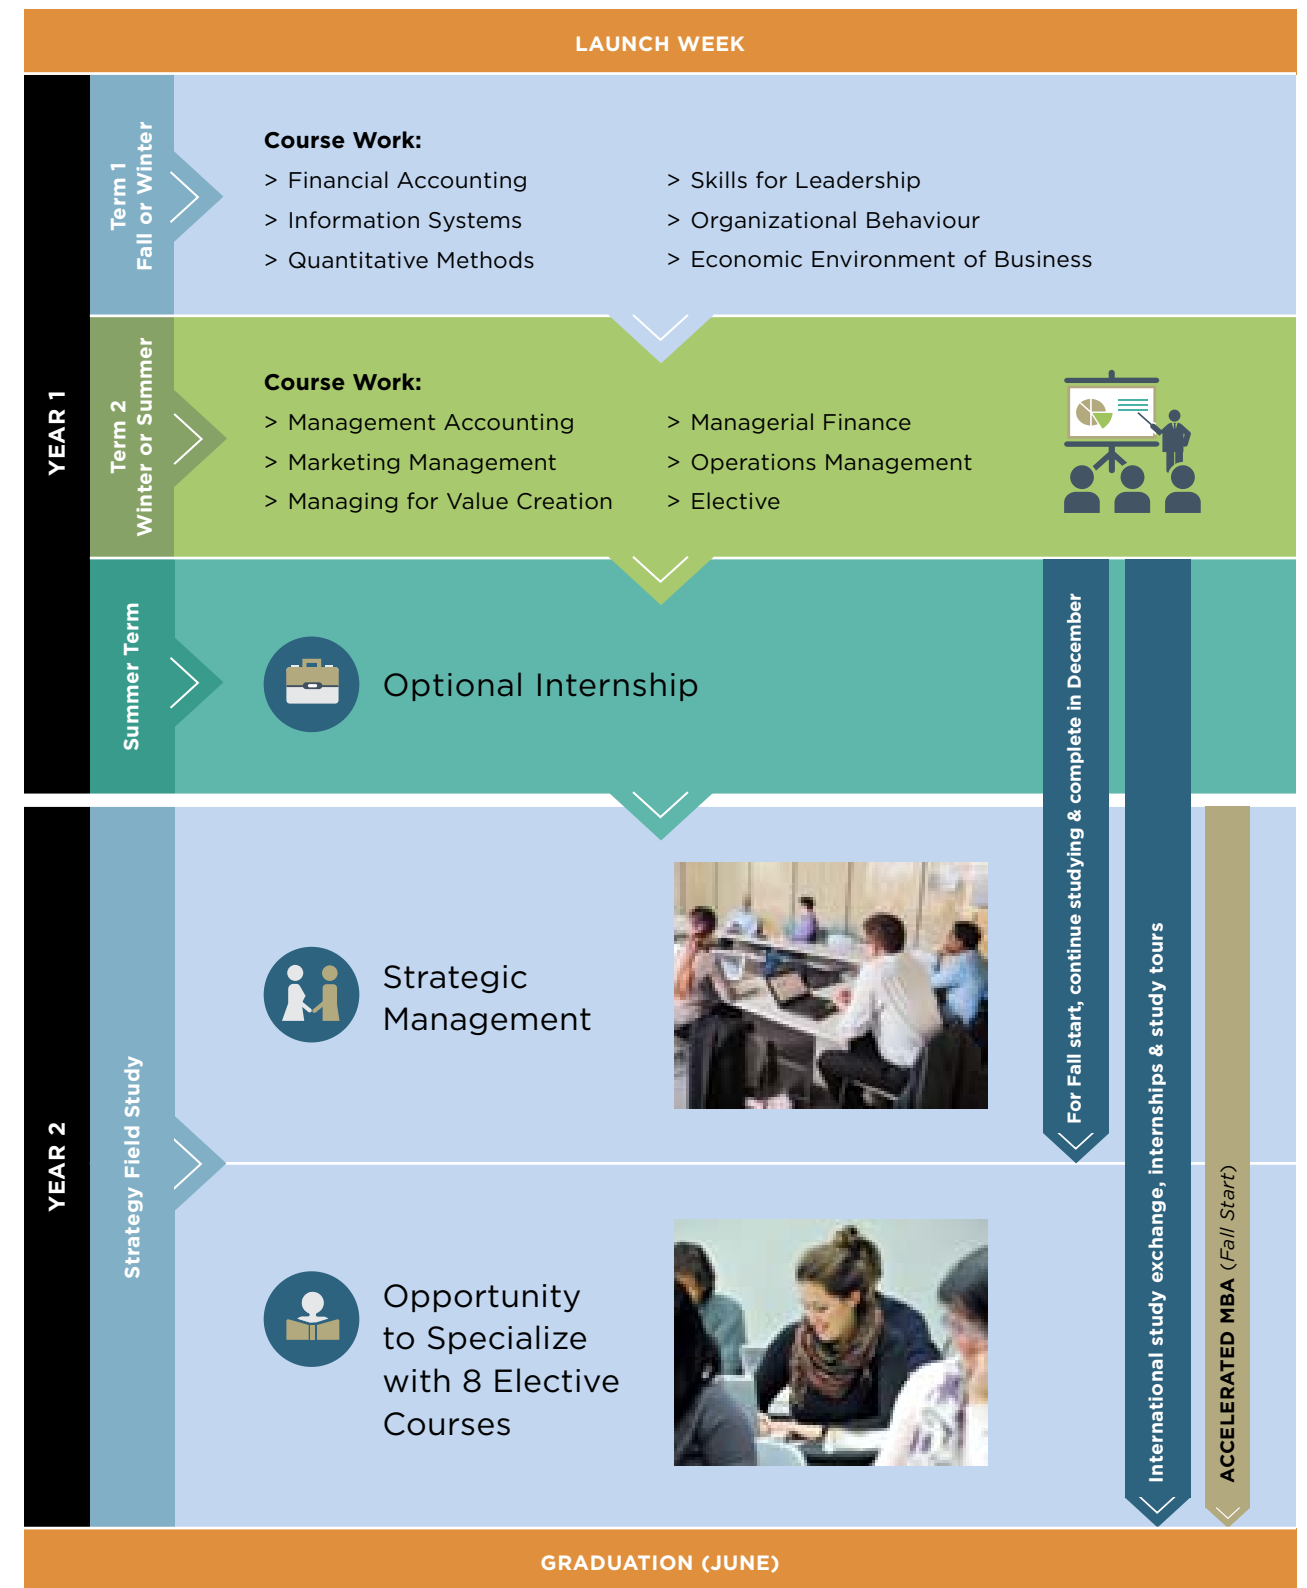 LAUNCH WEEK
YEAR 1
Term 1
Fall or Winter
Course Work:
> Financial Accounting
> Information Systems
> Quantitative Methods
> Skills for Leadership
> Organizational Behaviour
> Economic Environment of Business
Term 2
Winter or Summer
Course Work:
> Management Accounting
> Marketing Management
> Managing for Value Creation
> Managerial Finance
> Operations Management
> Elective
Summer Term
Optional Internship
For Fall start, continue studying & complete in December
International study exchange, internships & study tours
ACCELERATED MBA (Fall Start)
YEAR 2
Strategy Field Study
Strategic
Management
Opportunity
to Specialize
with 8 Elective
Courses
GRADUATION (JUNE)